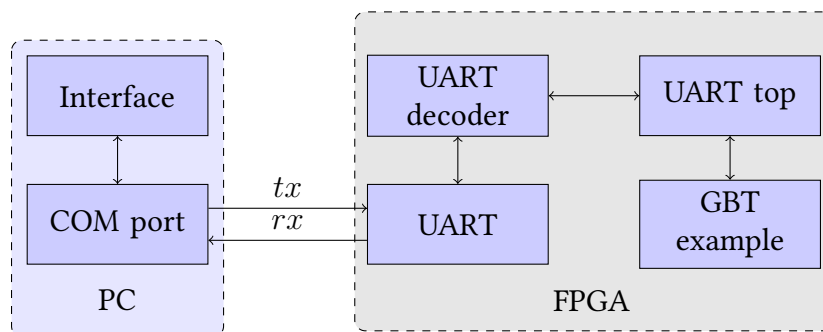 Interface
COM port
PC
tx
rx
UART
decoder
UART
UART top
GBT
example
FPGA